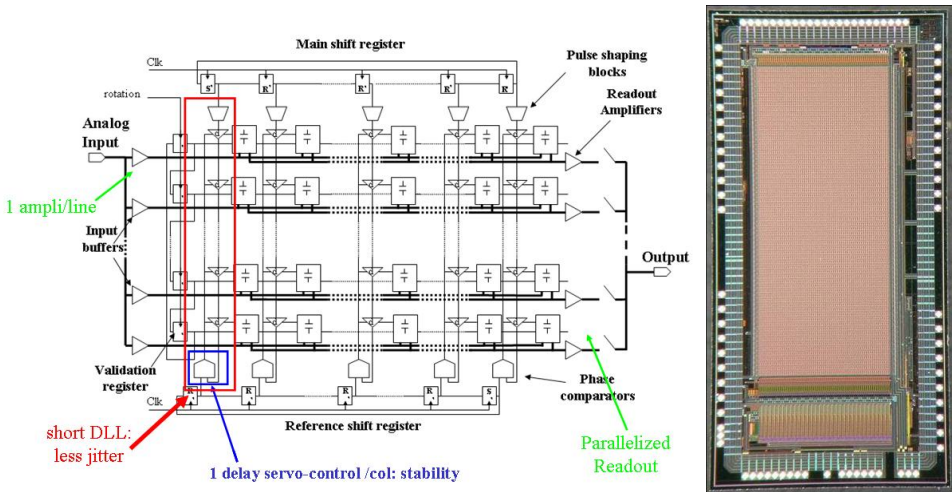 Main shift register
Clk
S'
R'
R'
R'
R'
Pulse shaping
blocks
rotation
Readout
Amplifiers
Analog
Input
1 ampli/line
Input
buffers
Output
Validation
register
Phase
comparators
R
R
R
R
S
Clk
Reference shift register
short DLL:
less jitter
Parallelized
Readout
1 delay servo-control /col: stability